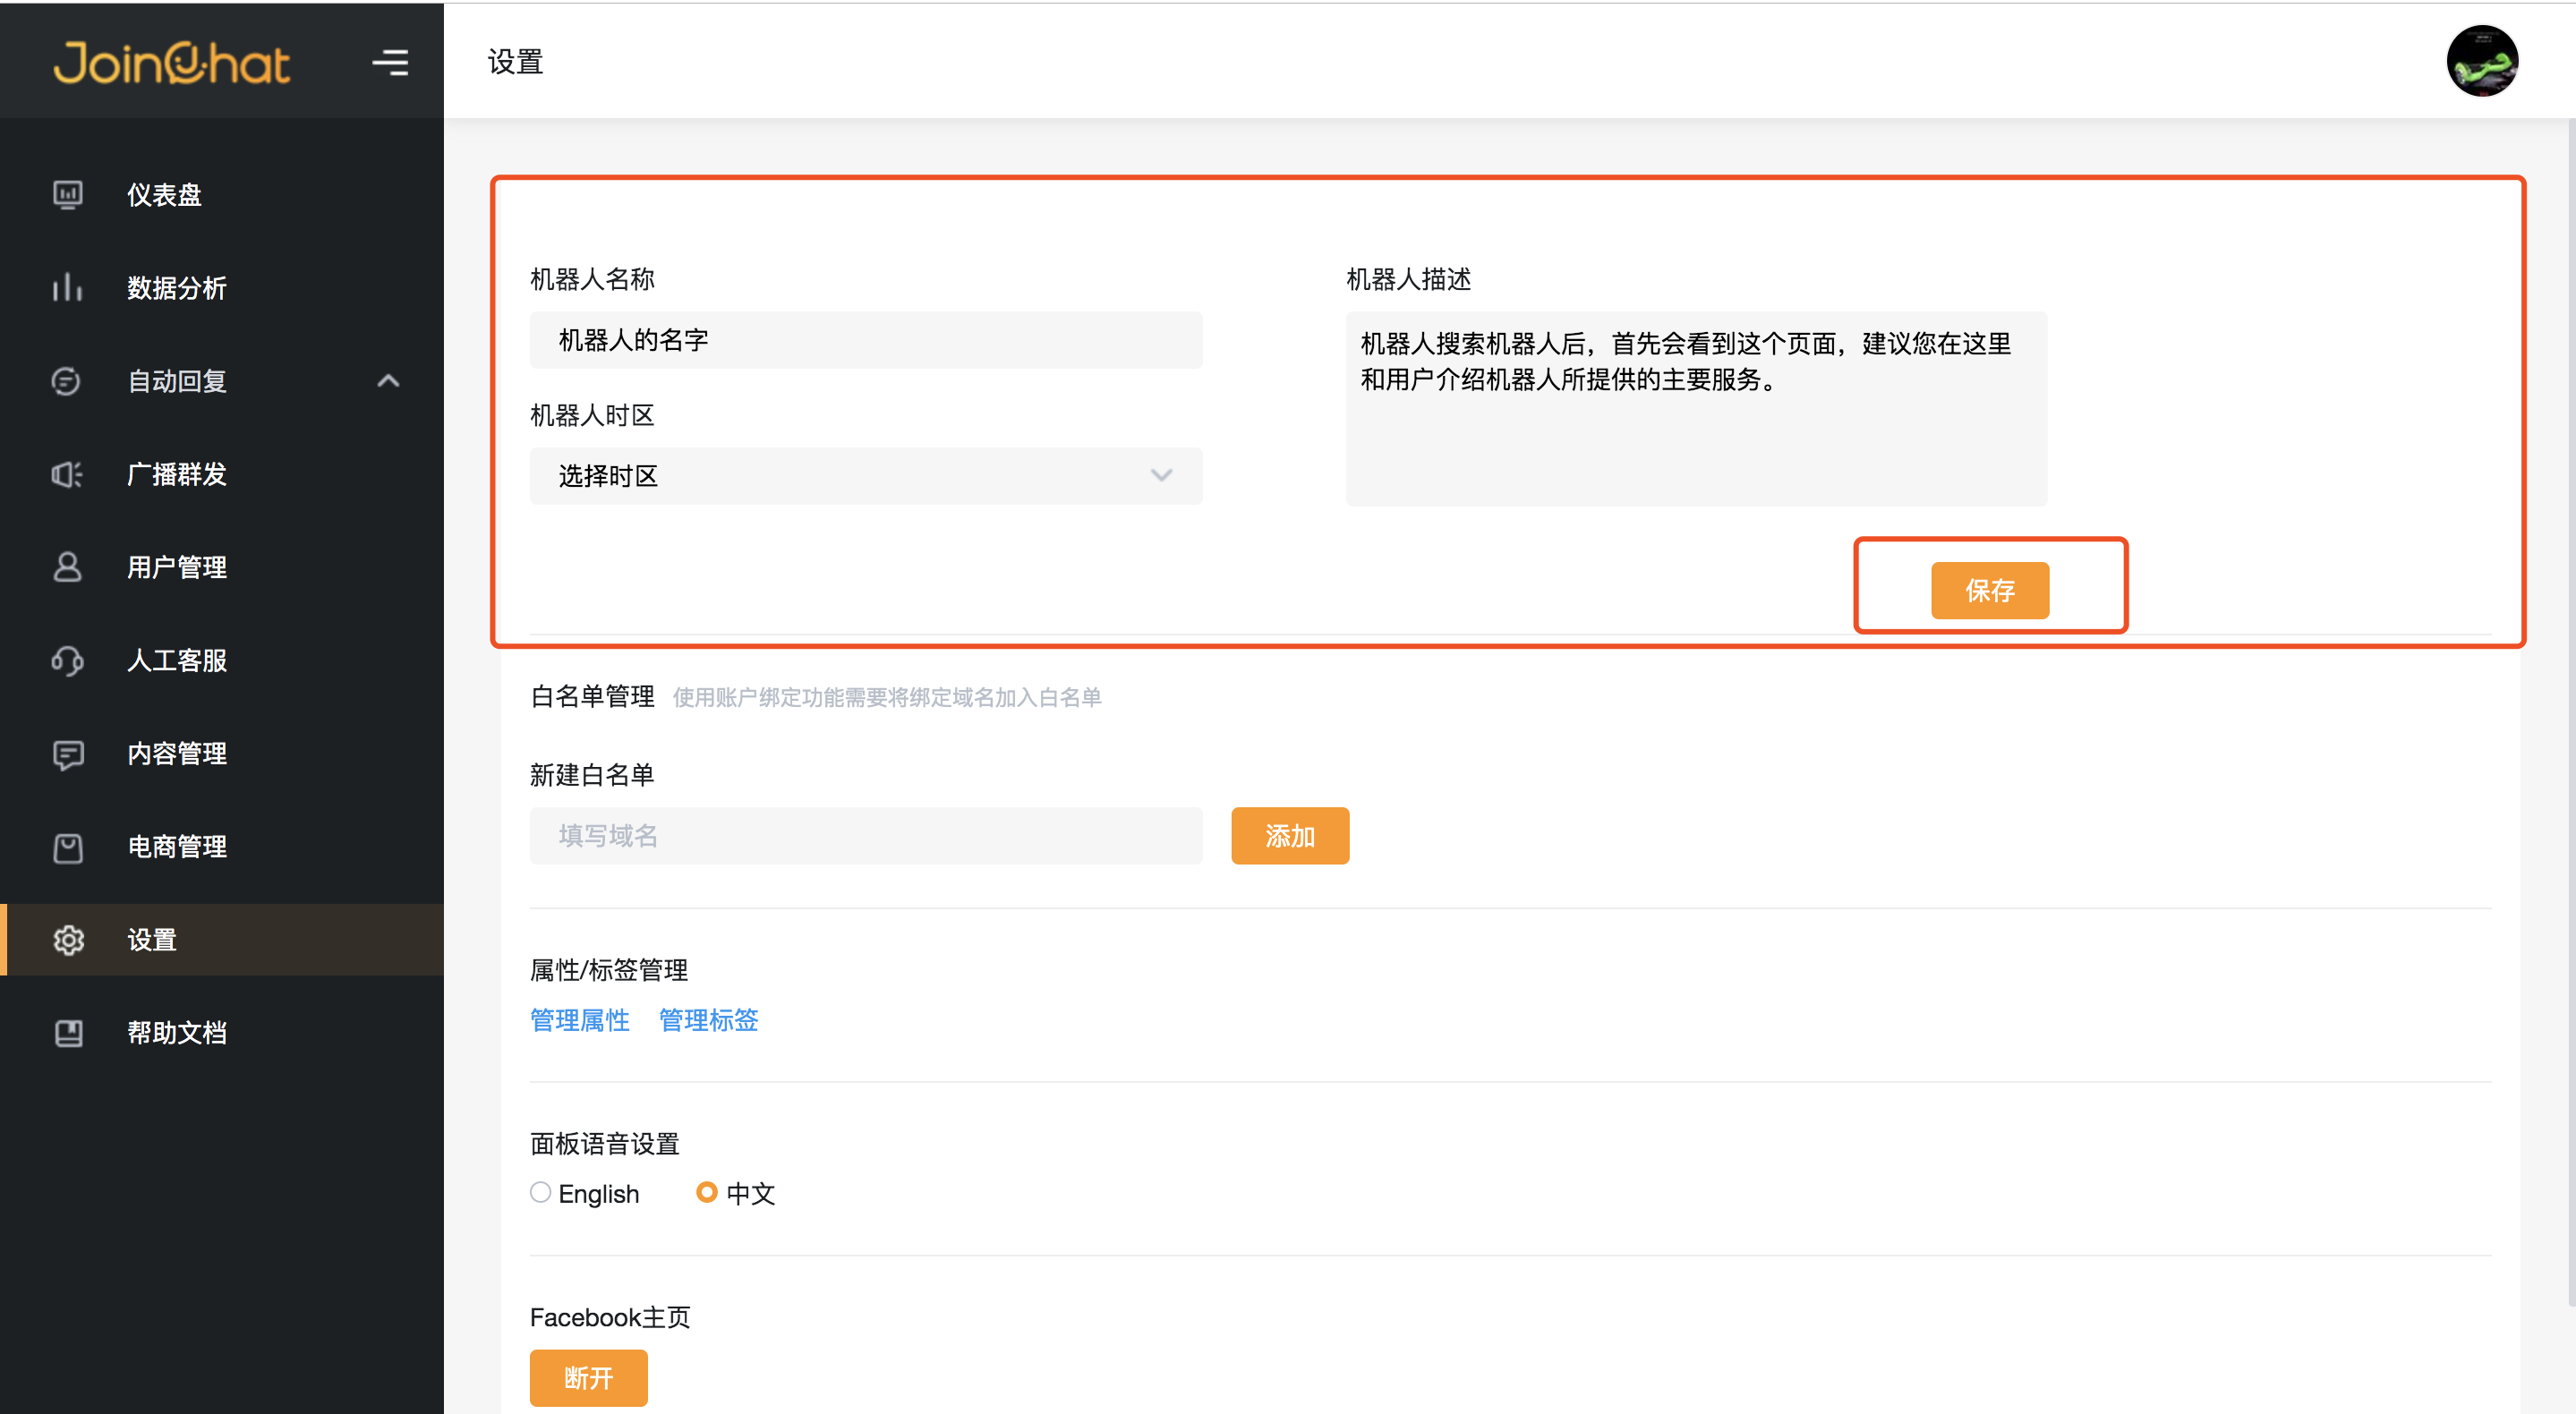 JoinChat
设置
仪表盘
数据分析
自动回复
广播群发
用户管理
人工客服
内容管理
电商管理
设置
帮助文档
机器人名称
机器人的名字
机器人时区
选择时区
机器人描述
机器人搜索机器人后，首先会看到这个页面，建议您在这里
和用户介绍机器人所提供的主要服务。
保存
白名单管理 使用账户绑定功能需要将绑定域名加入白名单
新建白名单
填写域名 添加
属性/标签管理
管理属性 管理标签
面板语音设置
English 中文
Facebook主页
断开